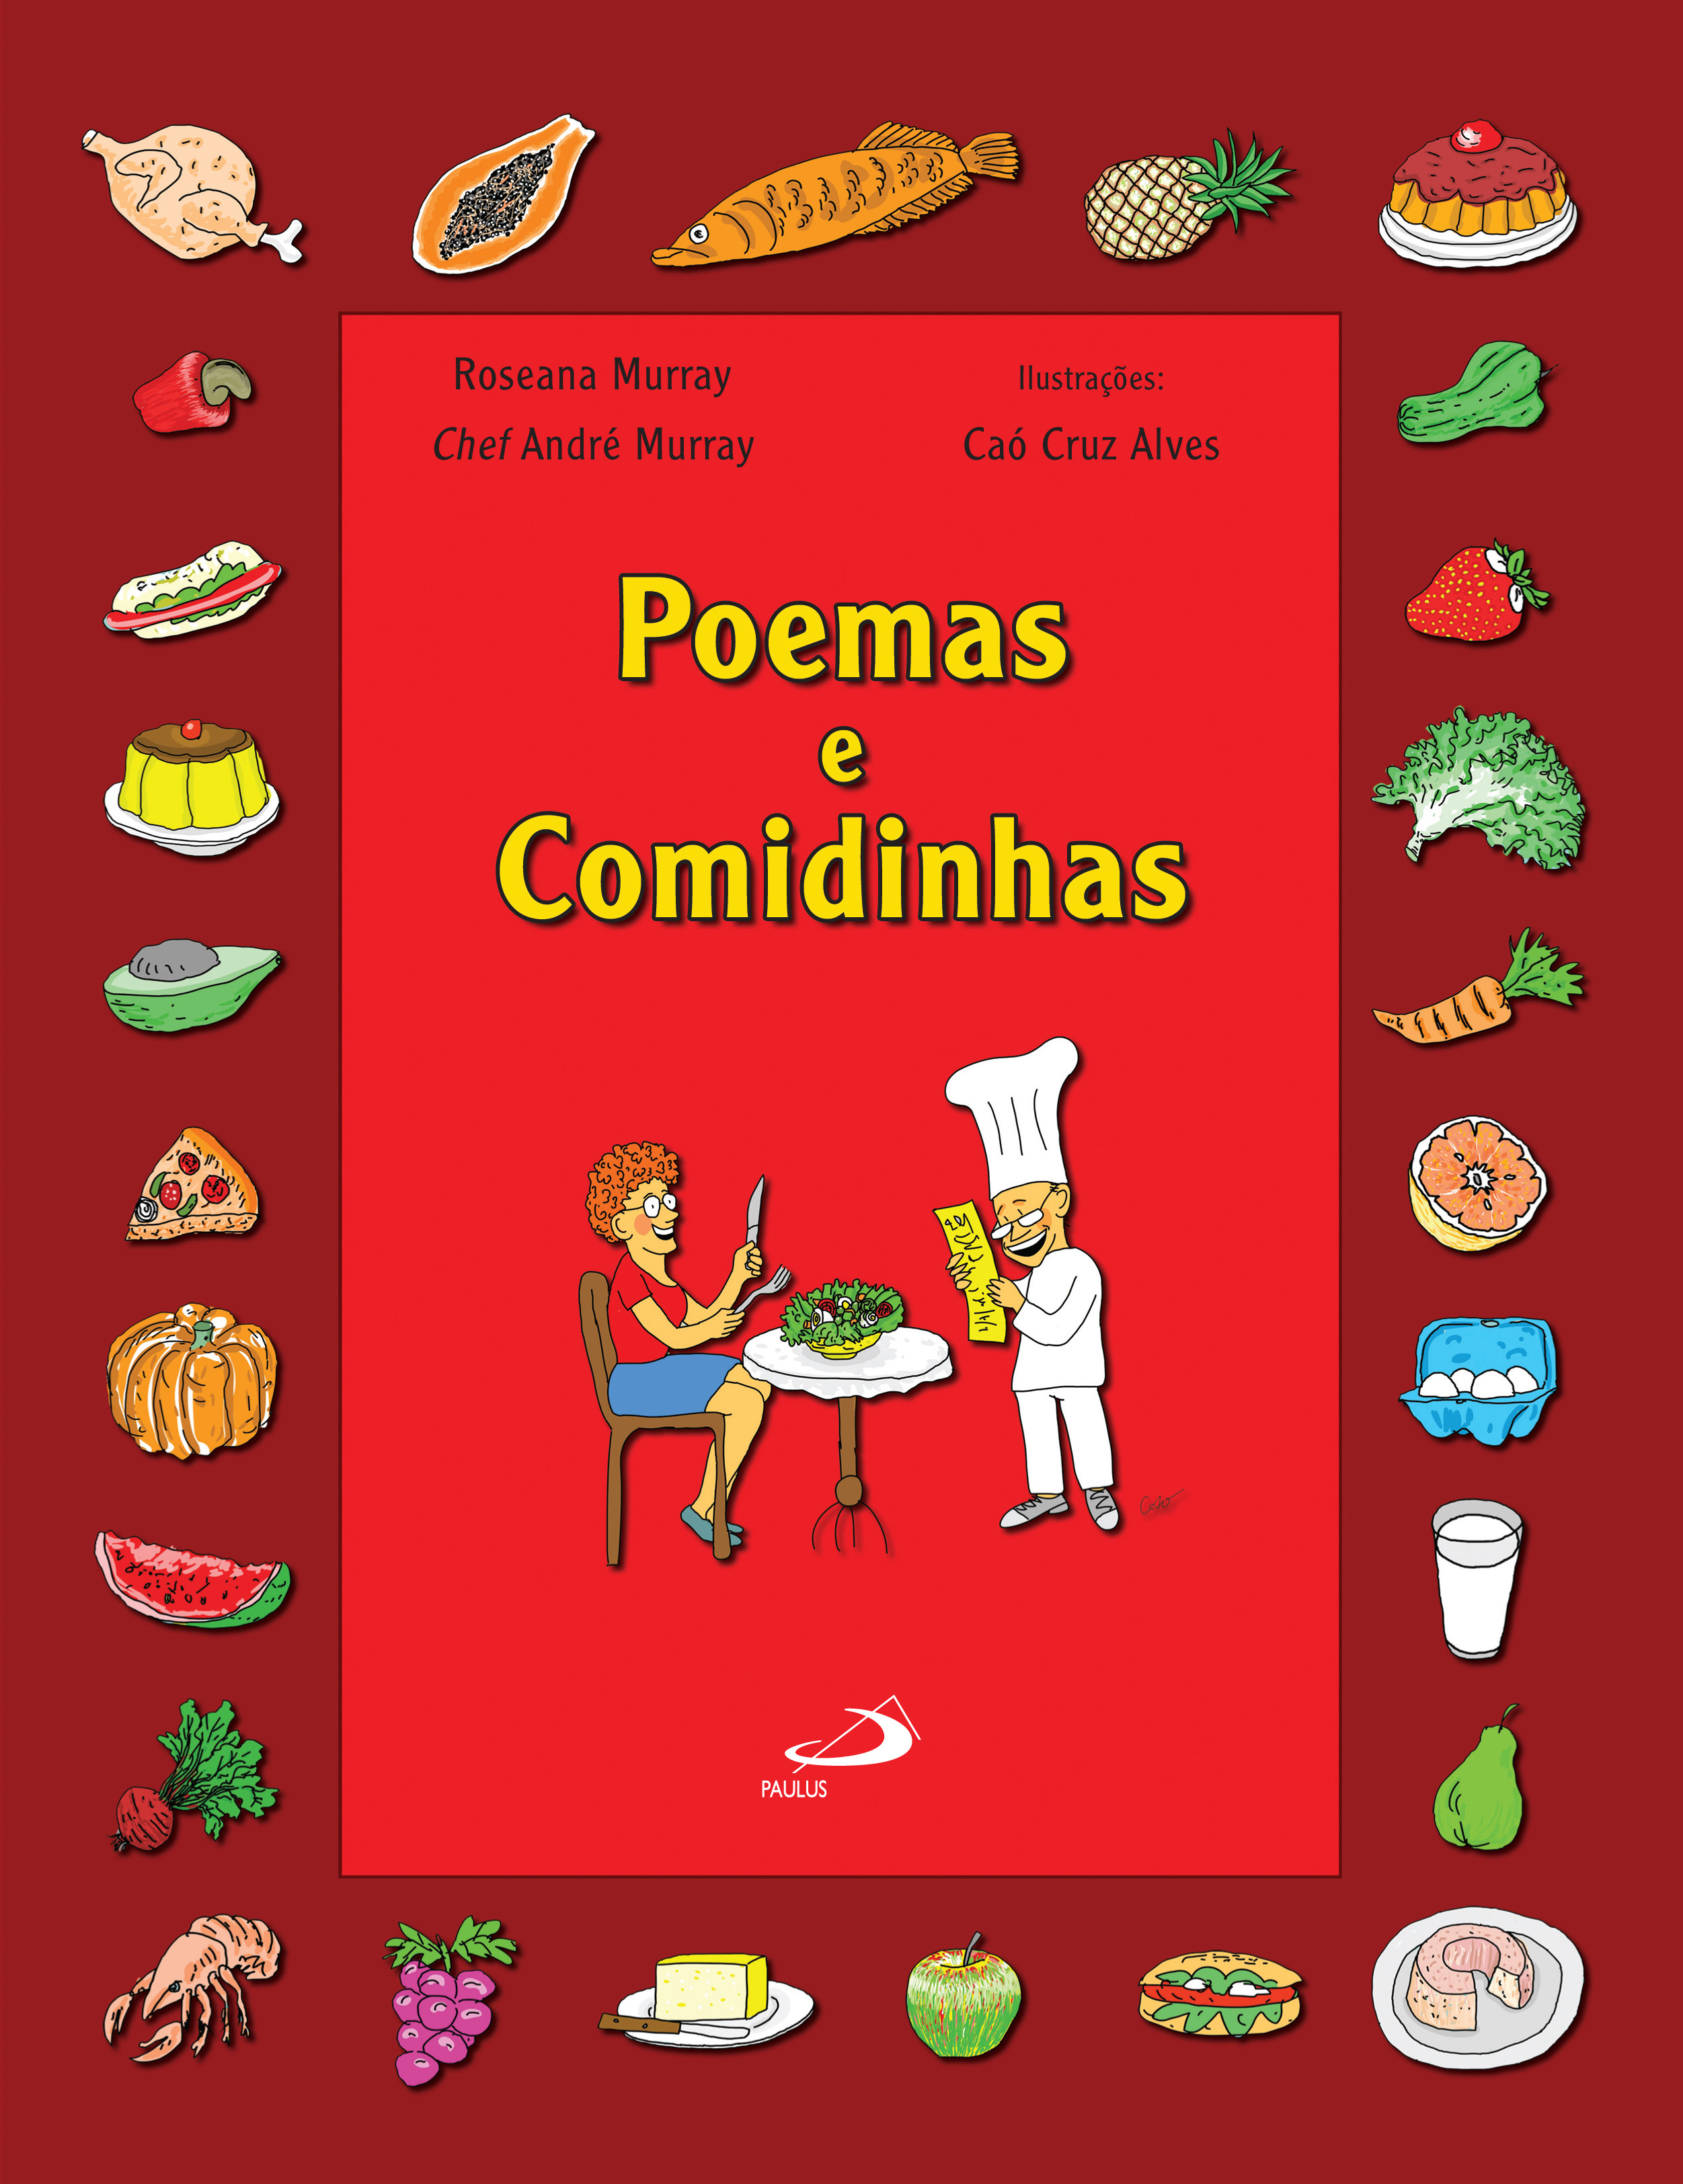 Roseana Murray
Chef André Murray
Ilustrações:
Caó Cruz Alves
Poemas
e
Comidinhas
PAULUS